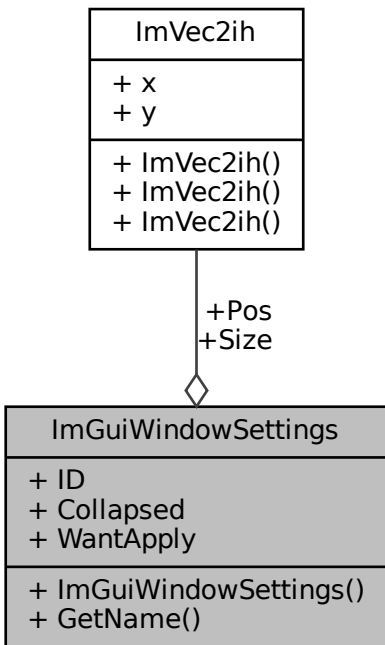 ImVec2ih
+ x
+ y
+ ImVec2ih()
+ ImVec2ih()
+ ImVec2ih()
+Pos
+Size
ImGuiWindowSettings
+ ID
+ Collapsed
+ WantApply
+ ImGuiWindowSettings()
+ GetName()